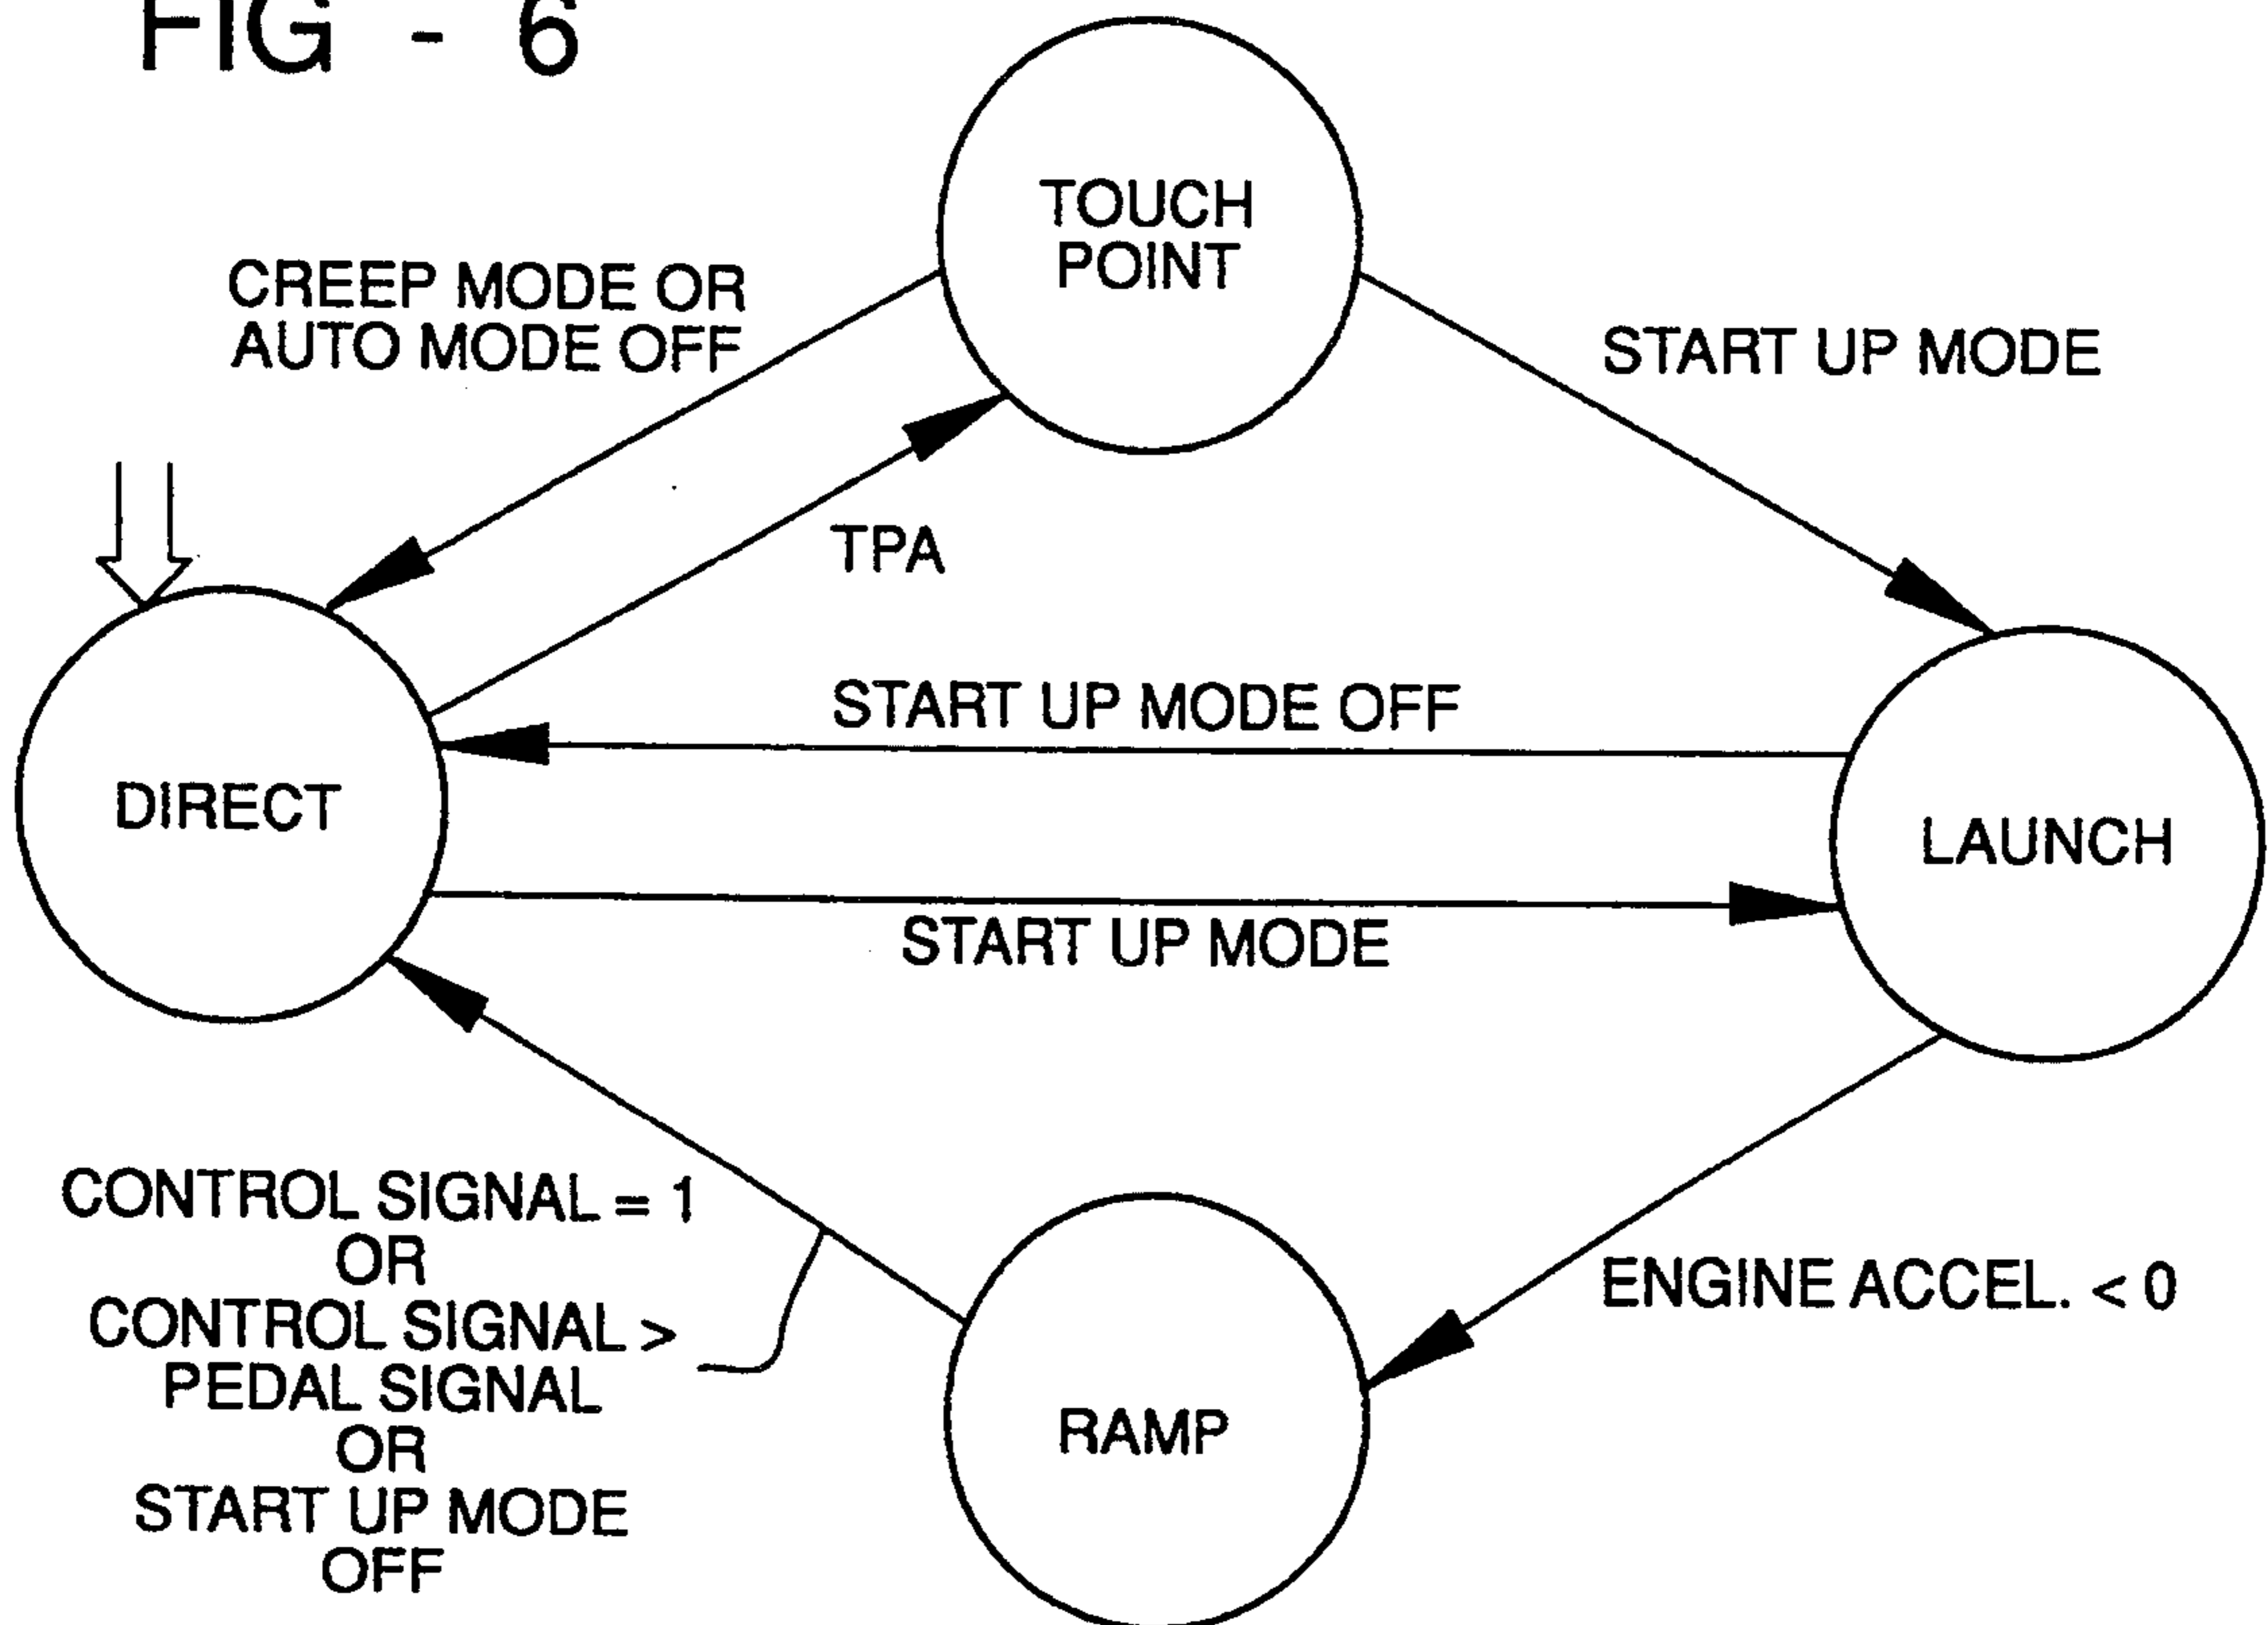 FIG - 6
TOUCH
POINT
CREEP MODE OR
AUTO MODE OFF
START UP MODE
TPA
START UP MODE OFF
DIRECT
LAUNCH
START UP MODE
CONTROL SIGNAL = 1
OR
CONTROL SIGNAL >
PEDAL SIGNAL
OR
START UP MODE
OFF
ENGINE ACCEL. < 0
RAMP